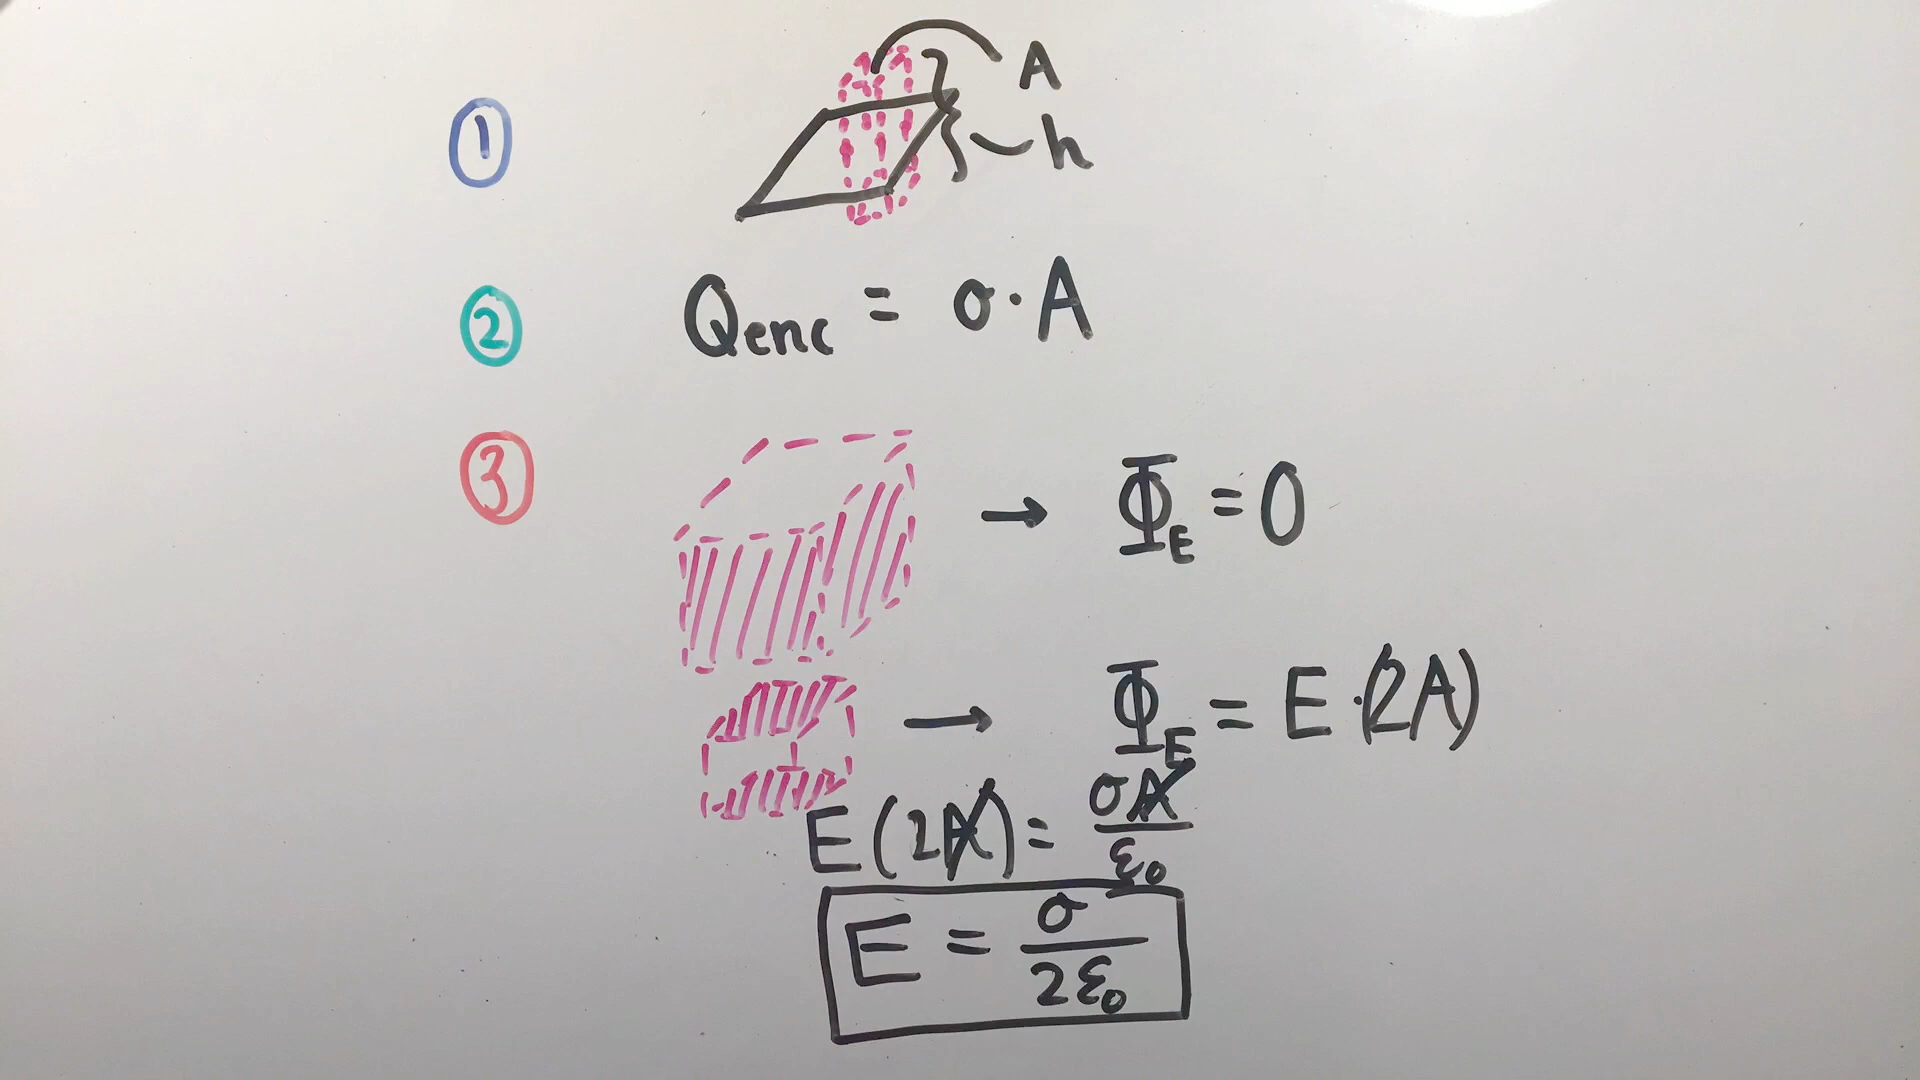 ① A
h
② Qenc = σ · A
③ → Φ_E = 0
→ Φ_E = E · (2A)
E (2A) = σA / ε₀
E = σ / 2ε₀